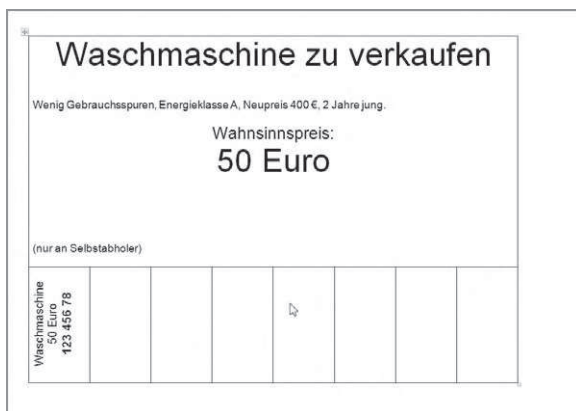 Waschmaschine zu verkaufen
Wenig Gebrauchsspuren, Energieklasse A, Neupreis 400 €, 2 Jahre jung.
Wahnsinnspreis:
50 Euro
(nur an Selbstabholer)
Waschmaschine
50 Euro
123 456 78